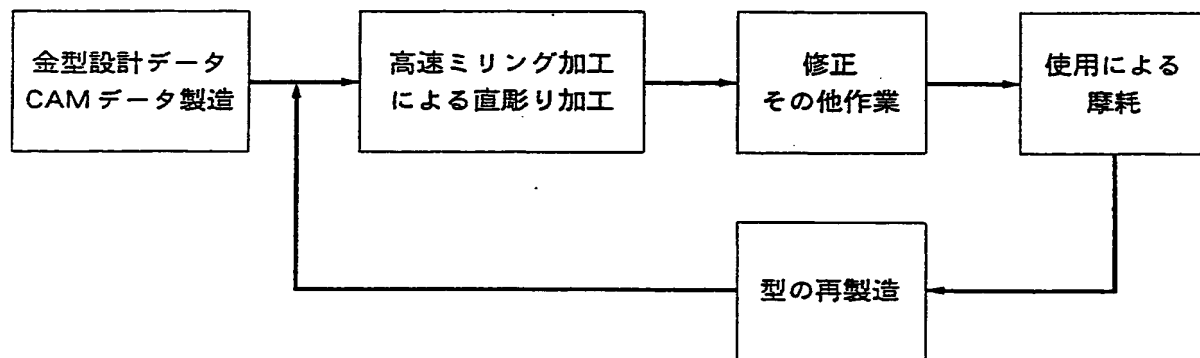 金型設計データ
CAMデータ製造
高速ミリング加工
による直彫り加工
修正
その他作業
使用による
摩耗
型の再製造